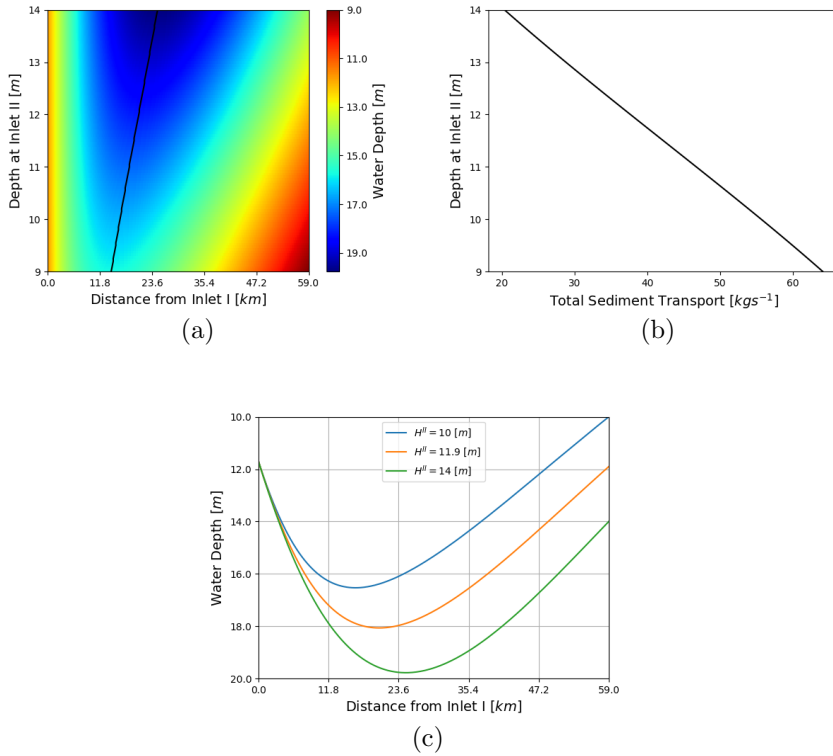 14
13
12
11
10
9
Depth at Inlet II [m]
0.0 11.8 23.6 35.4 47.2 59.0
Distance from Inlet I [km]
9.0
11.0
13.0
15.0
17.0
19.0
Water Depth [m]
(a)
14
13
12
11
10
9
Depth at Inlet II [m]
20 30 40 50 60
Total Sediment Transport [kgs⁻¹]
(b)
10.0
12.0
14.0
16.0
18.0
20.0
Water Depth [m]
H^{II} = 10 [m]
H^{II} = 11.9 [m]
H^{II} = 14 [m]
0.0 11.8 23.6 35.4 47.2 59.0
Distance from Inlet I [km]
(c)